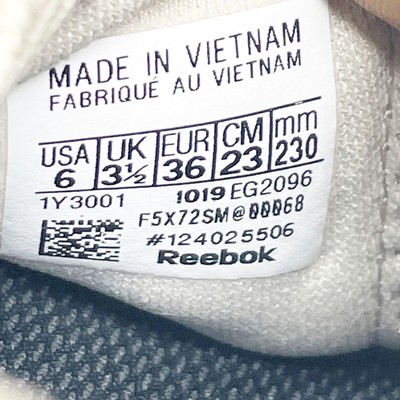 MADE IN VIETNAM
FABRIQUÉ AU VIETNAM
USA UK EUR CM mm
6 3½ 36 23 230
1Y3001 1019 EG2096
F5X72SM@00068
#124025506
Reebok